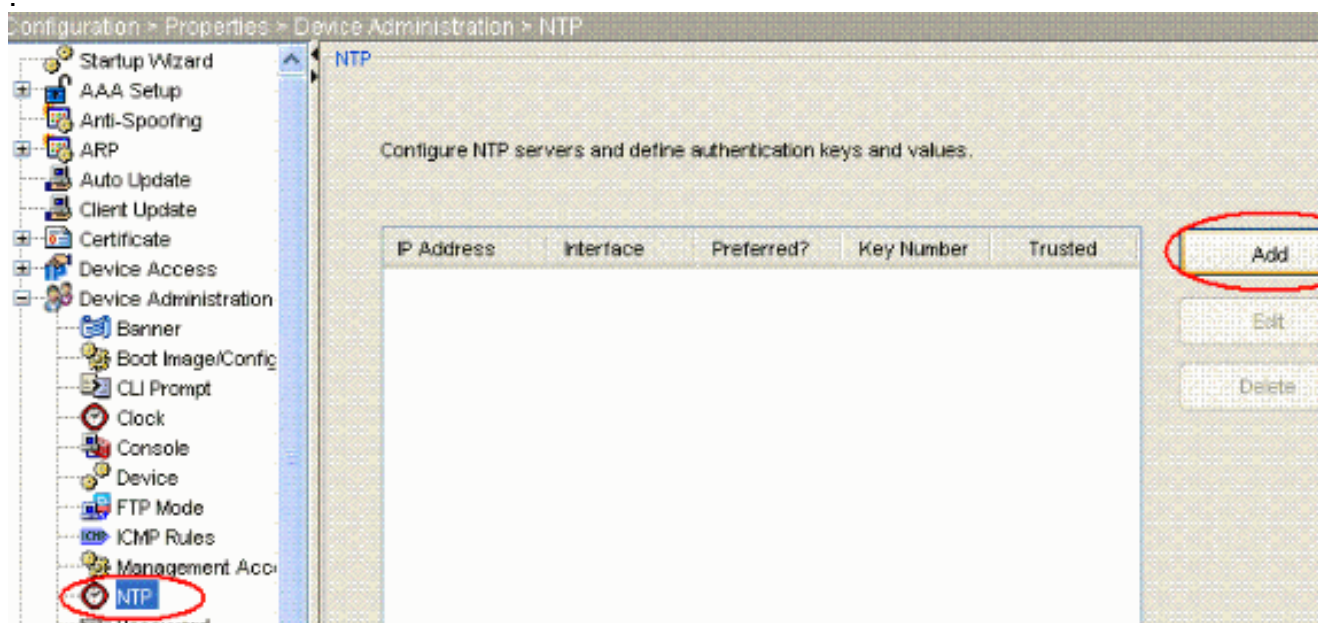 Configuration > Properties > Device Administration > NTP
Startup Wizard
AAA Setup
Anti-Spoofing
ARP
Auto Update
Client Update
Certificate
Device Access
Device Administration
Banner
Boot Image/Config
CLI Prompt
Clock
Console
Device
FTP Mode
ICMP
ICMP Rules
Management Acc
NTP
NTP
Configure NTP servers and define authentication keys and values.
IP Address Interface Preferred? Key Number Trusted
Add
Edit
Delete